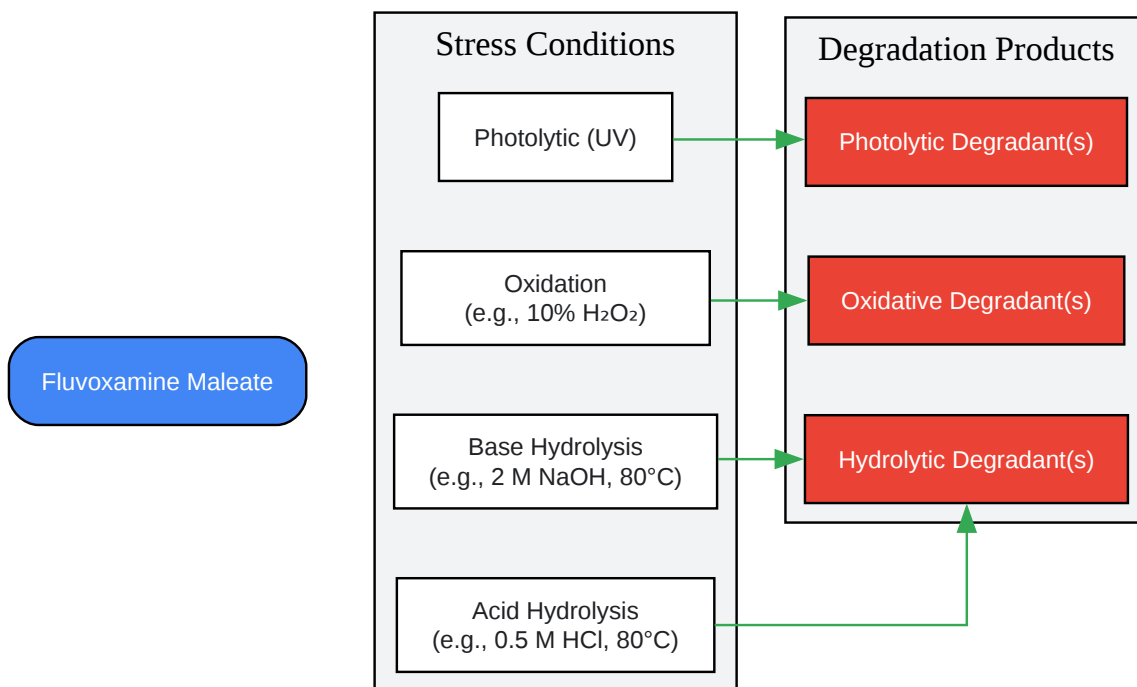 Stress Conditions
Degradation Products
Photolytic (UV)
Photolytic Degradant(s)
Oxidation
(e.g., 10% H₂O₂)
Oxidative Degradant(s)
Fluvoxamine Maleate
Base Hydrolysis
(e.g., 2 M NaOH, 80°C)
Hydrolytic Degradant(s)
Acid Hydrolysis
(e.g., 0.5 M HCl, 80°C)